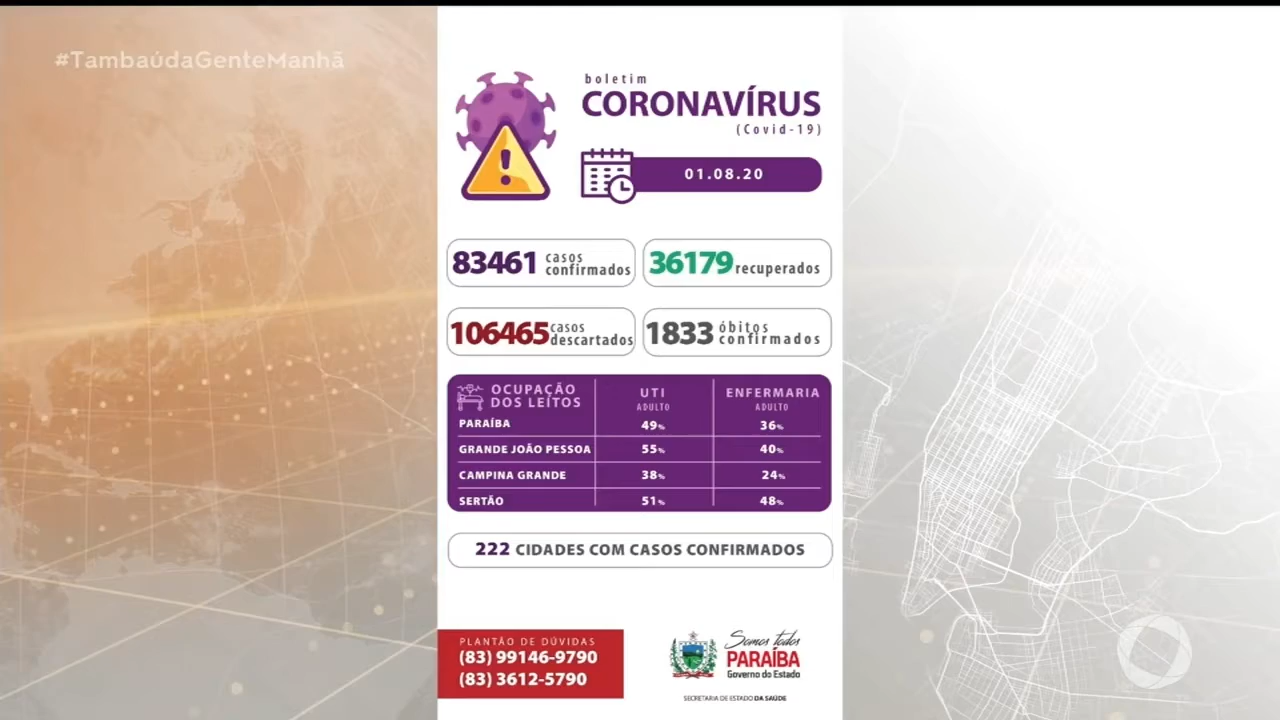 #TambaúdaGenteManhã
boletim
CORONAVÍRUS
(Covid-19)
01.08.20
83461 casos confirmados
36179 recuperados
106465 casos descartados
1833 óbitos confirmados
OCUPAÇÃO DOS LEITOS UTI ADULTO ENFERMARIA ADULTO
PARAÍBA 49% 36%
GRANDE JOÃO PESSOA 55% 40%
CAMPINA GRANDE 38% 24%
SERTÃO 51% 48%
222 CIDADES COM CASOS CONFIRMADOS
PLANTÃO DE DÚVIDAS
(83) 99146-9790
(83) 3612-5790
Somos todos
PARAÍBA
Governo do Estado
SECRETARIA DE ESTADO DA SAÚDE